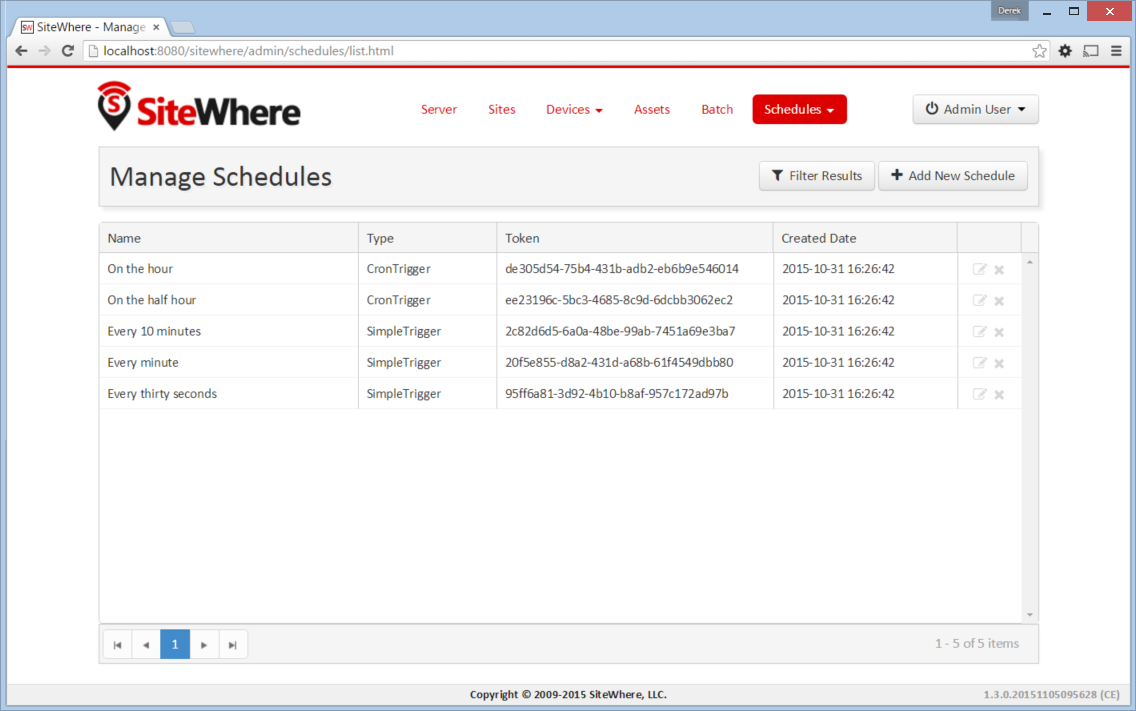 Derek
SW SiteWhere - Manage
localhost:8080/sitewhere/admin/schedules/list.html
S SiteWhere Server Sites Devices Assets Batch Schedules Admin User
Manage Schedules Filter Results Add New Schedule
Name Type Token Created Date
On the hour CronTrigger de305d54-75b4-431b-adb2-eb6b9e546014 2015-10-31 16:26:42
On the half hour CronTrigger ee23196c-5bc3-4685-8c9d-6dcbb3062ec2 2015-10-31 16:26:42
Every 10 minutes SimpleTrigger 2c82d6d5-6a0a-48be-99ab-7451a69e3ba7 2015-10-31 16:26:42
Every minute SimpleTrigger 20f5e855-d8a2-431d-a68b-61f4549dbb80 2015-10-31 16:26:42
Every thirty seconds SimpleTrigger 95ff6a81-3d92-4b10-b8af-957c172ad97b 2015-10-31 16:26:42
1 1 - 5 of 5 items
Copyright © 2009-2015 SiteWhere, LLC. 1.3.0.20151105095628 (CE)